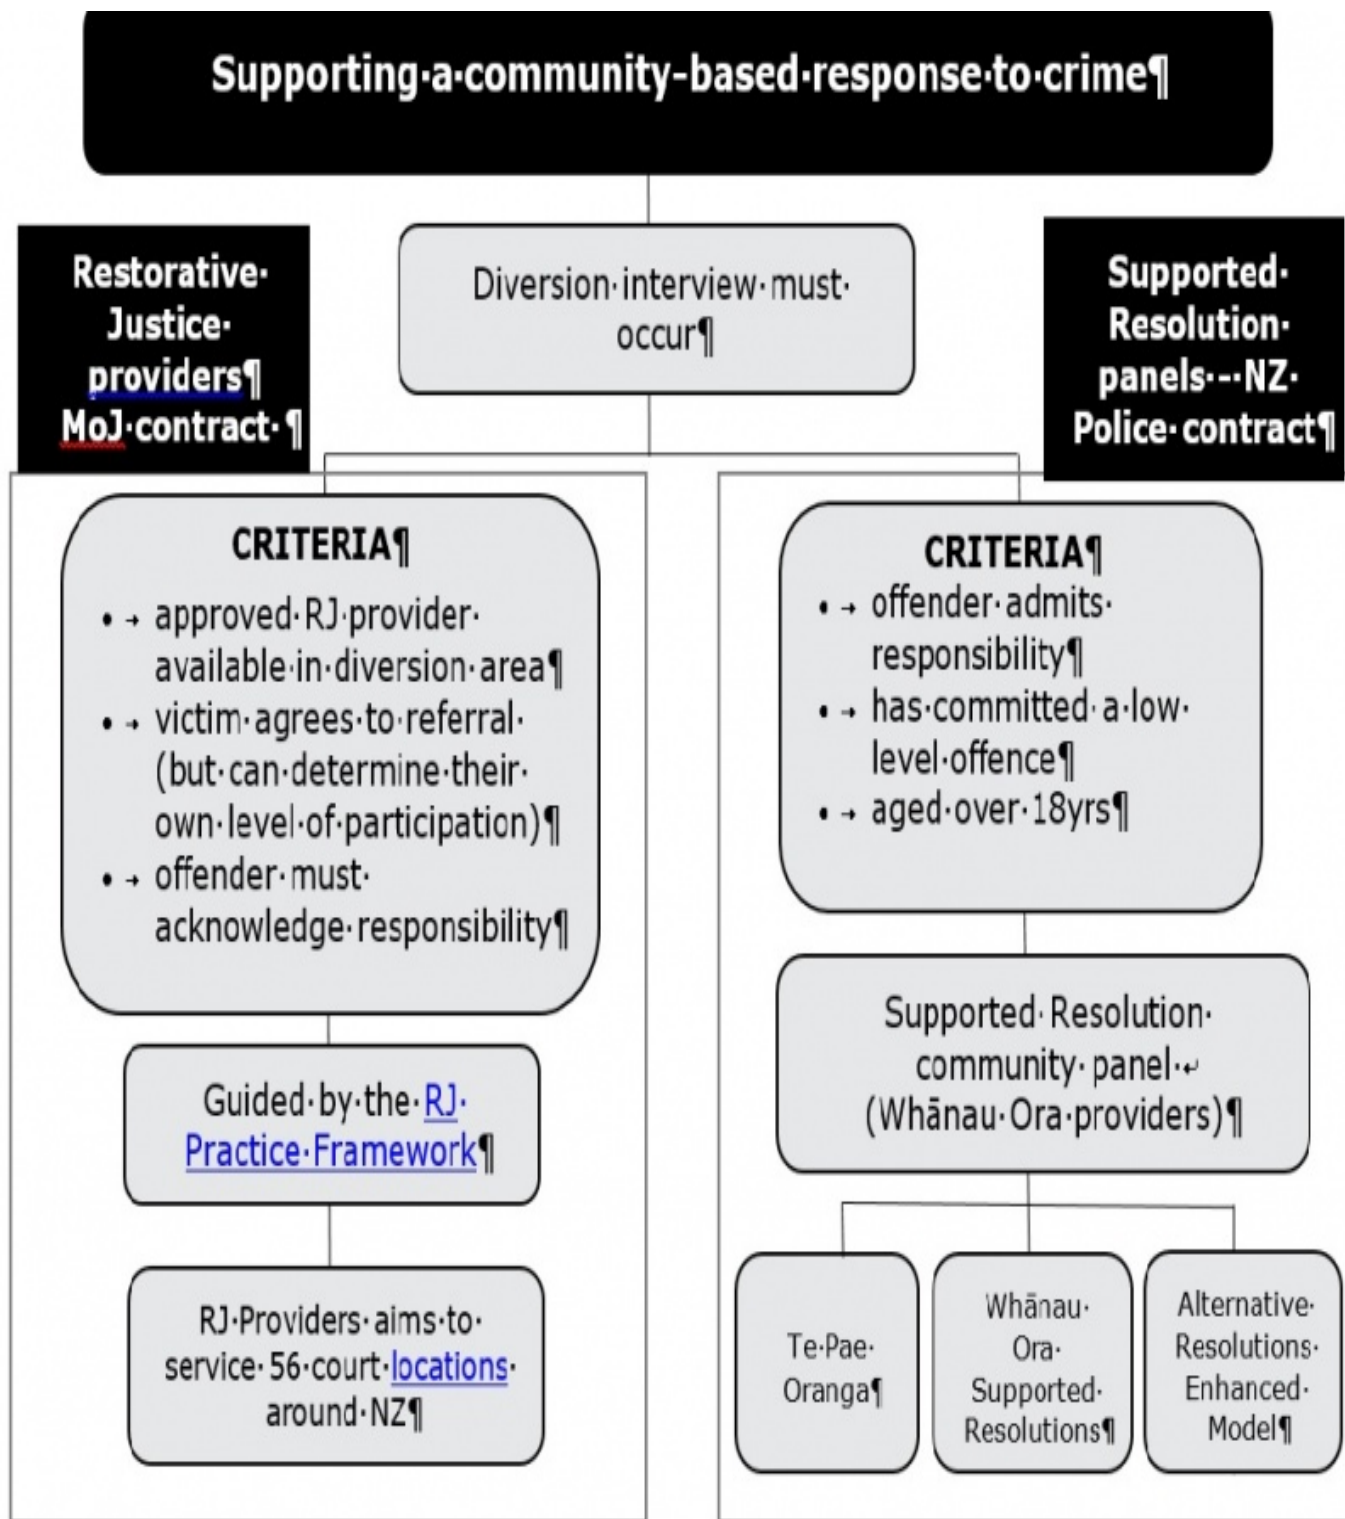 Supporting·a·community-based·response·to·crime¶
Restorative·
Justice·
providers¶
MoJ·contract·¶
Diversion·interview·must·
occur¶
Supported·
Resolution·
panels·–·NZ·
Police·contract¶
CRITERIA¶
•→approved·RJ·provider·
available·in·diversion·area¶
•→victim·agrees·to·referral·
(but·can·determine·their·
own·level·of·participation)¶
•→offender·must·
acknowledge·responsibility¶
Guided·by·the·RJ·
Practice·Framework¶
RJ·Providers·aims·to·
service·56·court·locations·
around·NZ¶
CRITERIA¶
•→offender·admits·
responsibility¶
•→has·committed·a·low·
level·offence¶
•→aged·over·18yrs¶
Supported·Resolution·
community·panel·↵
(Whānau·Ora·providers)¶
Te·Pae·
Oranga¶
Whānau·
Ora·
Supported·
Resolutions¶
Alternative·
Resolutions·
Enhanced·
Model¶